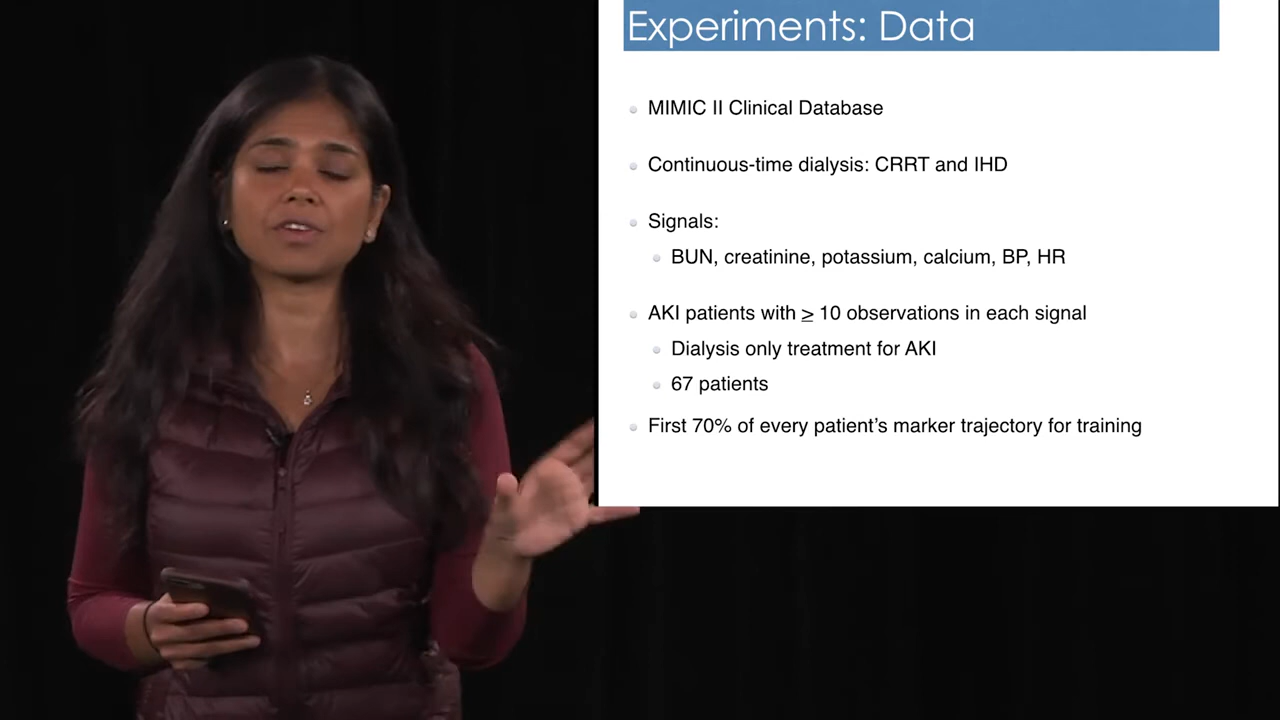 Experiments: Data
MIMIC II Clinical Database
Continuous-time dialysis: CRRT and IHD
Signals:
BUN, creatinine, potassium, calcium, BP, HR
AKI patients with ≥ 10 observations in each signal
Dialysis only treatment for AKI
67 patients
First 70% of every patient’s marker trajectory for training